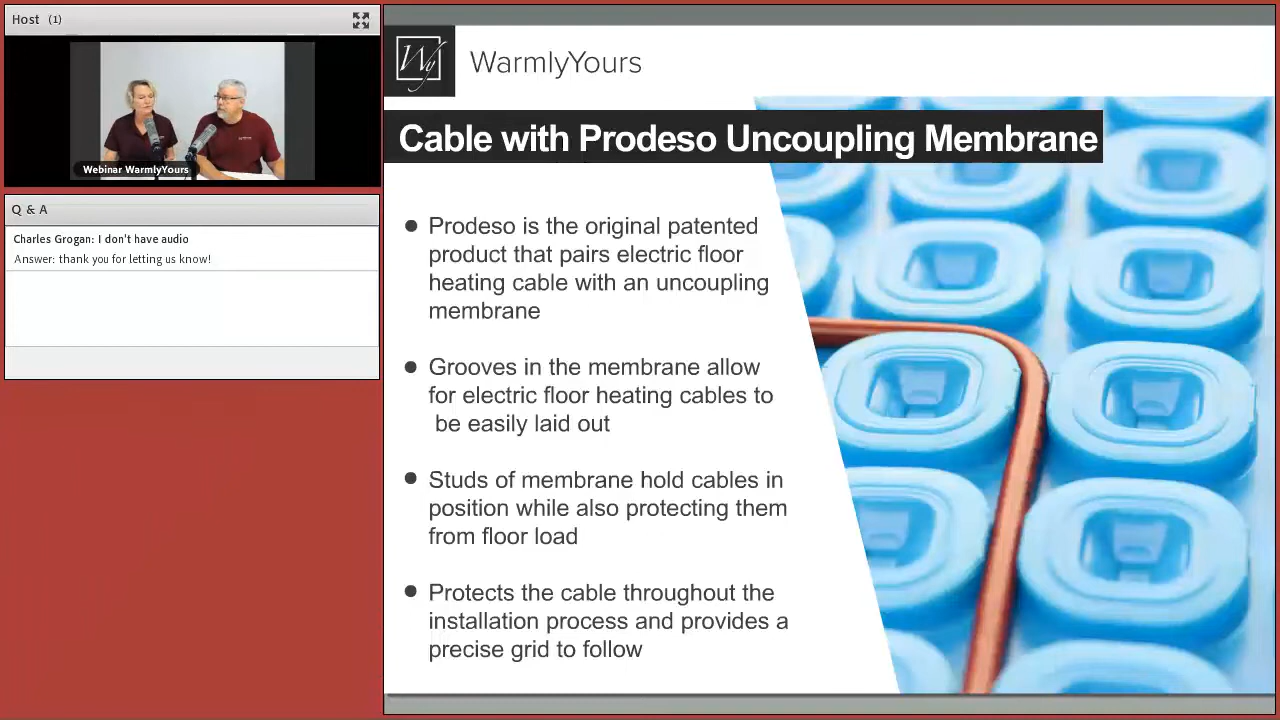 Host (1)
Webinar WarmlyYours
Q & A
Charles Grogan: I don't have audio
Answer: thank you for letting us know!
Wy
WarmlyYours
Cable with Prodeso Uncoupling Membrane
● Prodeso is the original patented
product that pairs electric floor
heating cable with an uncoupling
membrane
● Grooves in the membrane allow
for electric floor heating cables to
be easily laid out
● Studs of membrane hold cables in
position while also protecting them
from floor load
● Protects the cable throughout the
installation process and provides a
precise grid to follow